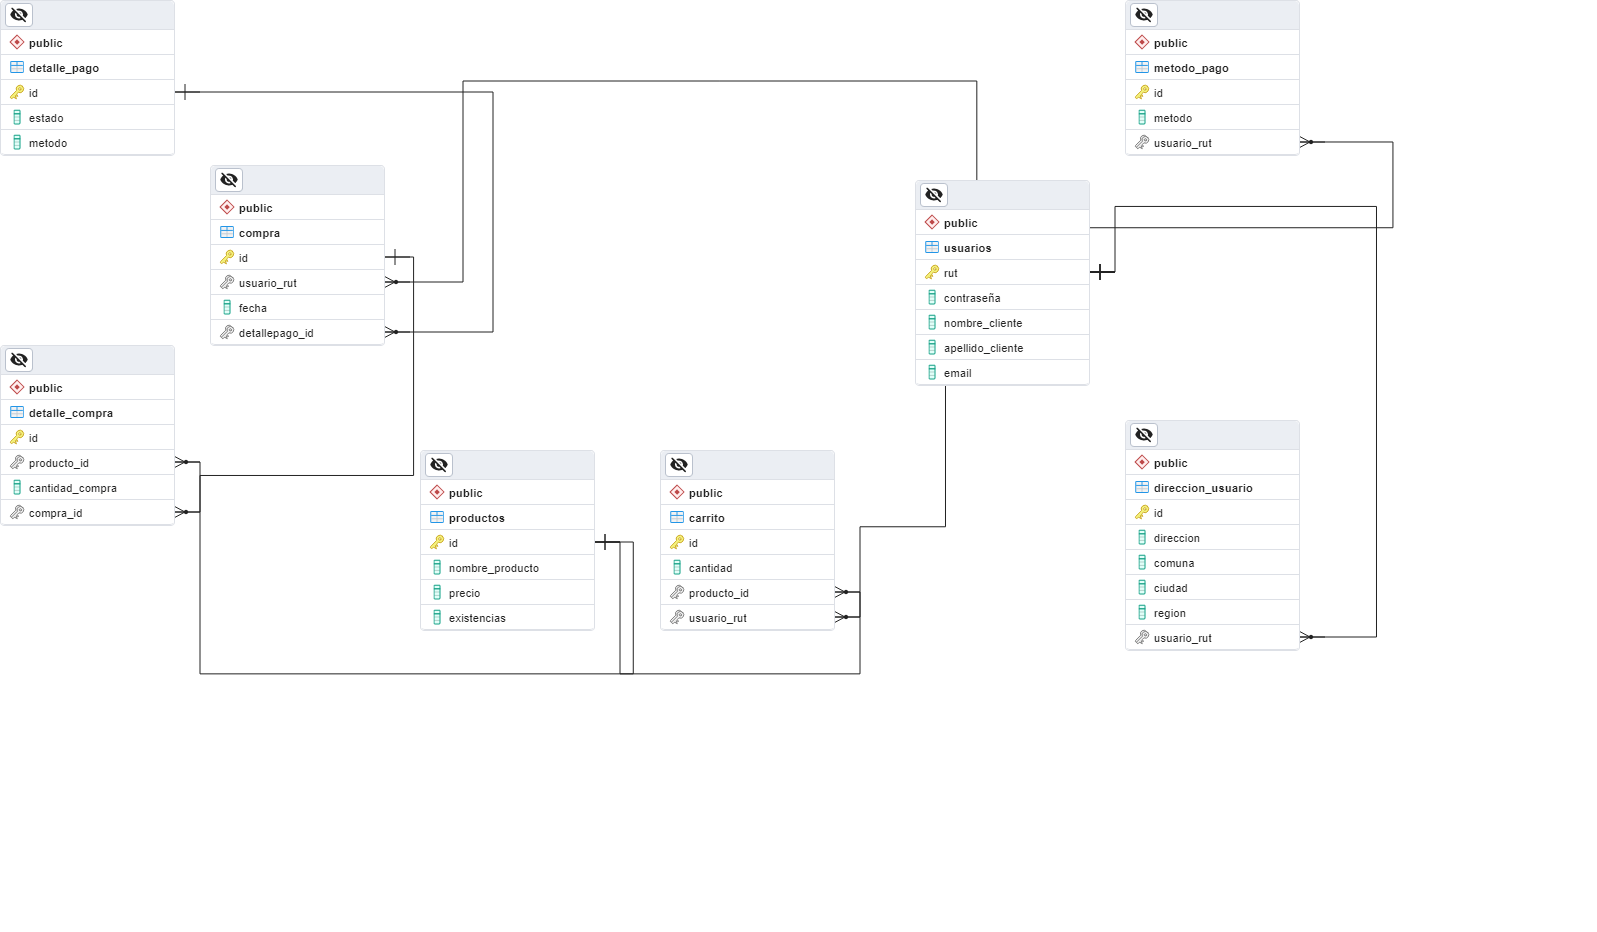 public
detalle_pago
id
estado
metodo
public
compra
id
usuario_rut
fecha
detallepago_id
public
detalle_compra
id
producto_id
cantidad_compra
compra_id
public
productos
id
nombre_producto
precio
existencias
public
carrito
id
cantidad
producto_id
usuario_rut
public
usuarios
rut
contraseña
nombre_cliente
apellido_cliente
email
public
metodo_pago
id
metodo
usuario_rut
public
direccion_usuario
id
direccion
comuna
ciudad
region
usuario_rut